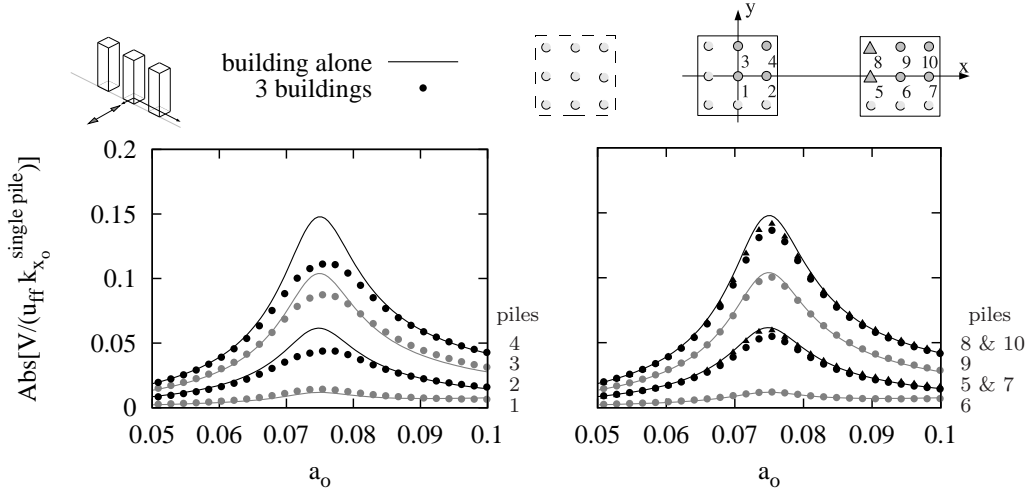 building alone
3 buildings
y
x
3 4
1 2
8 9 10
5 6 7
Abs[V/(u_ff k_xo^single pile)]
0.2
0.15
0.1
0.05
0
0.05 0.06 0.07 0.08 0.09 0.1
a_o
piles
4
3
2
1
0.05 0.06 0.07 0.08 0.09 0.1
a_o
piles
8 & 10
9
5 & 7
6